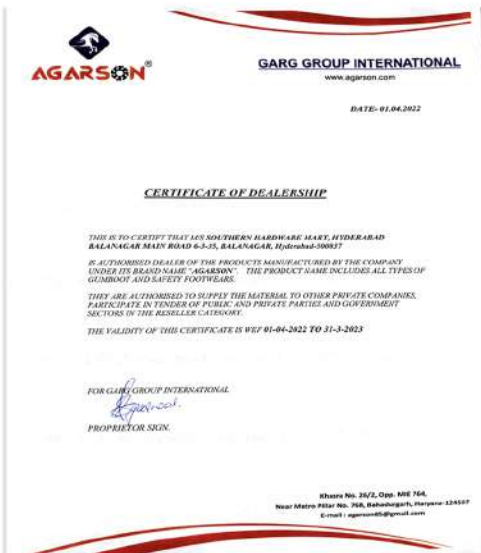 AGARSON®
GARG GROUP INTERNATIONAL
www.agarson.com
DATE- 01.04.2022
CERTIFICATE OF DEALERSHIP
THIS IS TO CERTIFY THAT M/S SOUTHERN HARDWARE MART, HYDERABAD
BALANAGAR MAIN ROAD 6-3-35, BALANAGAR, Hyderabad-500037
IS AUTHORISED DEALER OF THE PRODUCTS MANUFACTURED BY THE COMPANY
UNDER ITS BRAND NAME "AGARSON". THE PRODUCT NAME INCLUDES ALL TYPES OF
GUMBOOT AND SAFETY FOOTWEARS.
THEY ARE AUTHORISED TO SUPPLY THE MATERIAL TO OTHER PRIVATE COMPANIES,
PARTICIPATE IN TENDER OF PUBLIC AND PRIVATE PARTIES AND GOVERNMENT
SECTORS IN THE RESELLER CATEGORY.
THE VALIDITY OF THIS CERTIFICATE IS WEF 01-04-2022 TO 31-3-2023
FOR GARG GROUP INTERNATIONAL
PROPRIETOR SIGN.
Khasra No. 26/2, Opp. MIE 764,
Near Metro Pillar No. 768, Bahadurgarh, Haryana-124507
E-mail : agarson85@gmail.com